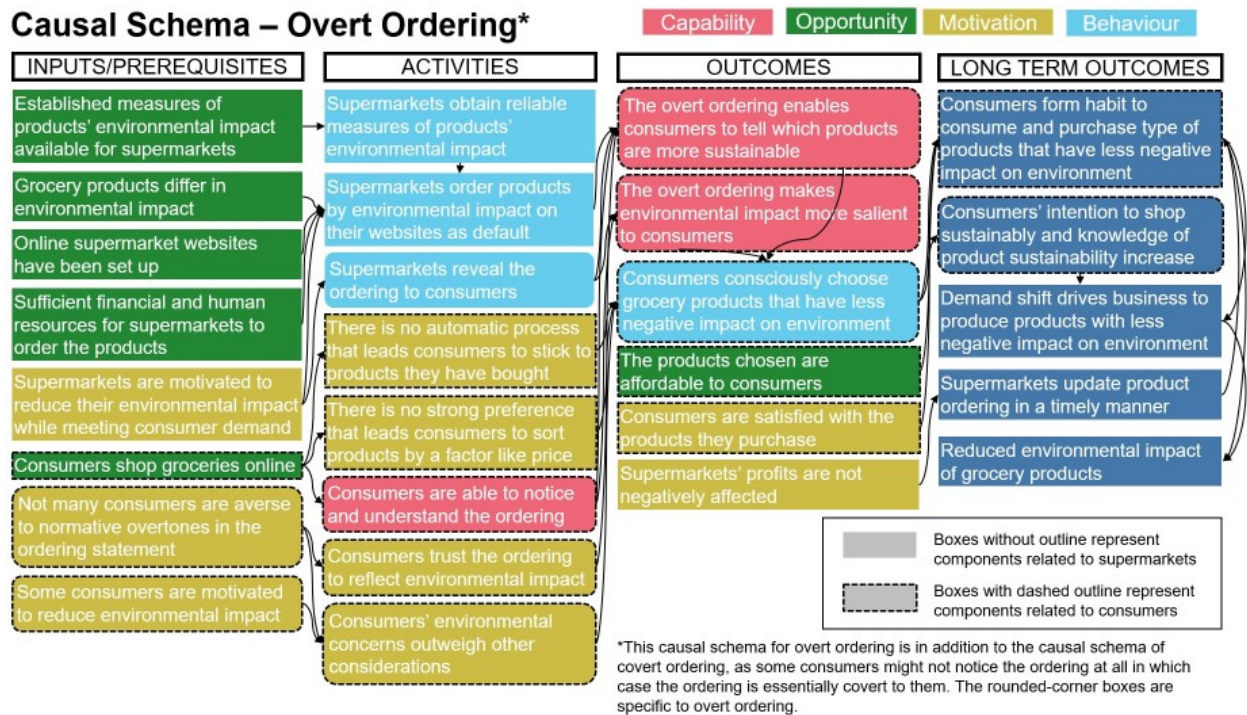 Causal Schema – Overt Ordering*
Capability
Opportunity
Motivation
Behaviour
INPUTS/PREREQUISITES
Established measures of
products' environmental impact
available for supermarkets
Grocery products differ in
environmental impact
Online supermarket websites
have been set up
Sufficient financial and human
resources for supermarkets to
order the products
Supermarkets are motivated to
reduce their environmental impact
while meeting consumer demand
Consumers shop groceries online
Not many consumers are averse
to normative overtones in the
ordering statement
Some consumers are motivated
to reduce environmental impact
ACTIVITIES
Supermarkets obtain reliable
measures of products'
environmental impact
Supermarkets order products
by environmental impact on
their websites as default
Supermarkets reveal the
ordering to consumers
There is no automatic process
that leads consumers to stick to
products they have bought
There is no strong preference
that leads consumers to sort
products by a factor like price
Consumers are able to notice
and understand the ordering
Consumers trust the ordering
to reflect environmental impact
Consumers' environmental
concerns outweigh other
considerations
OUTCOMES
The overt ordering enables
consumers to tell which products
are more sustainable
The overt ordering makes
environmental impact more salient
to consumers
Consumers consciously choose
grocery products that have less
negative impact on environment
The products chosen are
affordable to consumers
Consumers are satisfied with the
products they purchase
Supermarkets' profits are not
negatively affected
LONG TERM OUTCOMES
Consumers form habit to
consume and purchase type of
products that have less negative
impact on environment
Consumers' intention to shop
sustainably and knowledge of
product sustainability increase
Demand shift drives business to
produce products with less
negative impact on environment
Supermarkets update product
ordering in a timely manner
Reduced environmental impact
of grocery products
Boxes without outline represent
components related to supermarkets
Boxes with dashed outline represent
components related to consumers
*This causal schema for overt ordering is in addition to the causal schema of
covert ordering, as some consumers might not notice the ordering at all in which
case the ordering is essentially covert to them. The rounded-corner boxes are
specific to overt ordering.